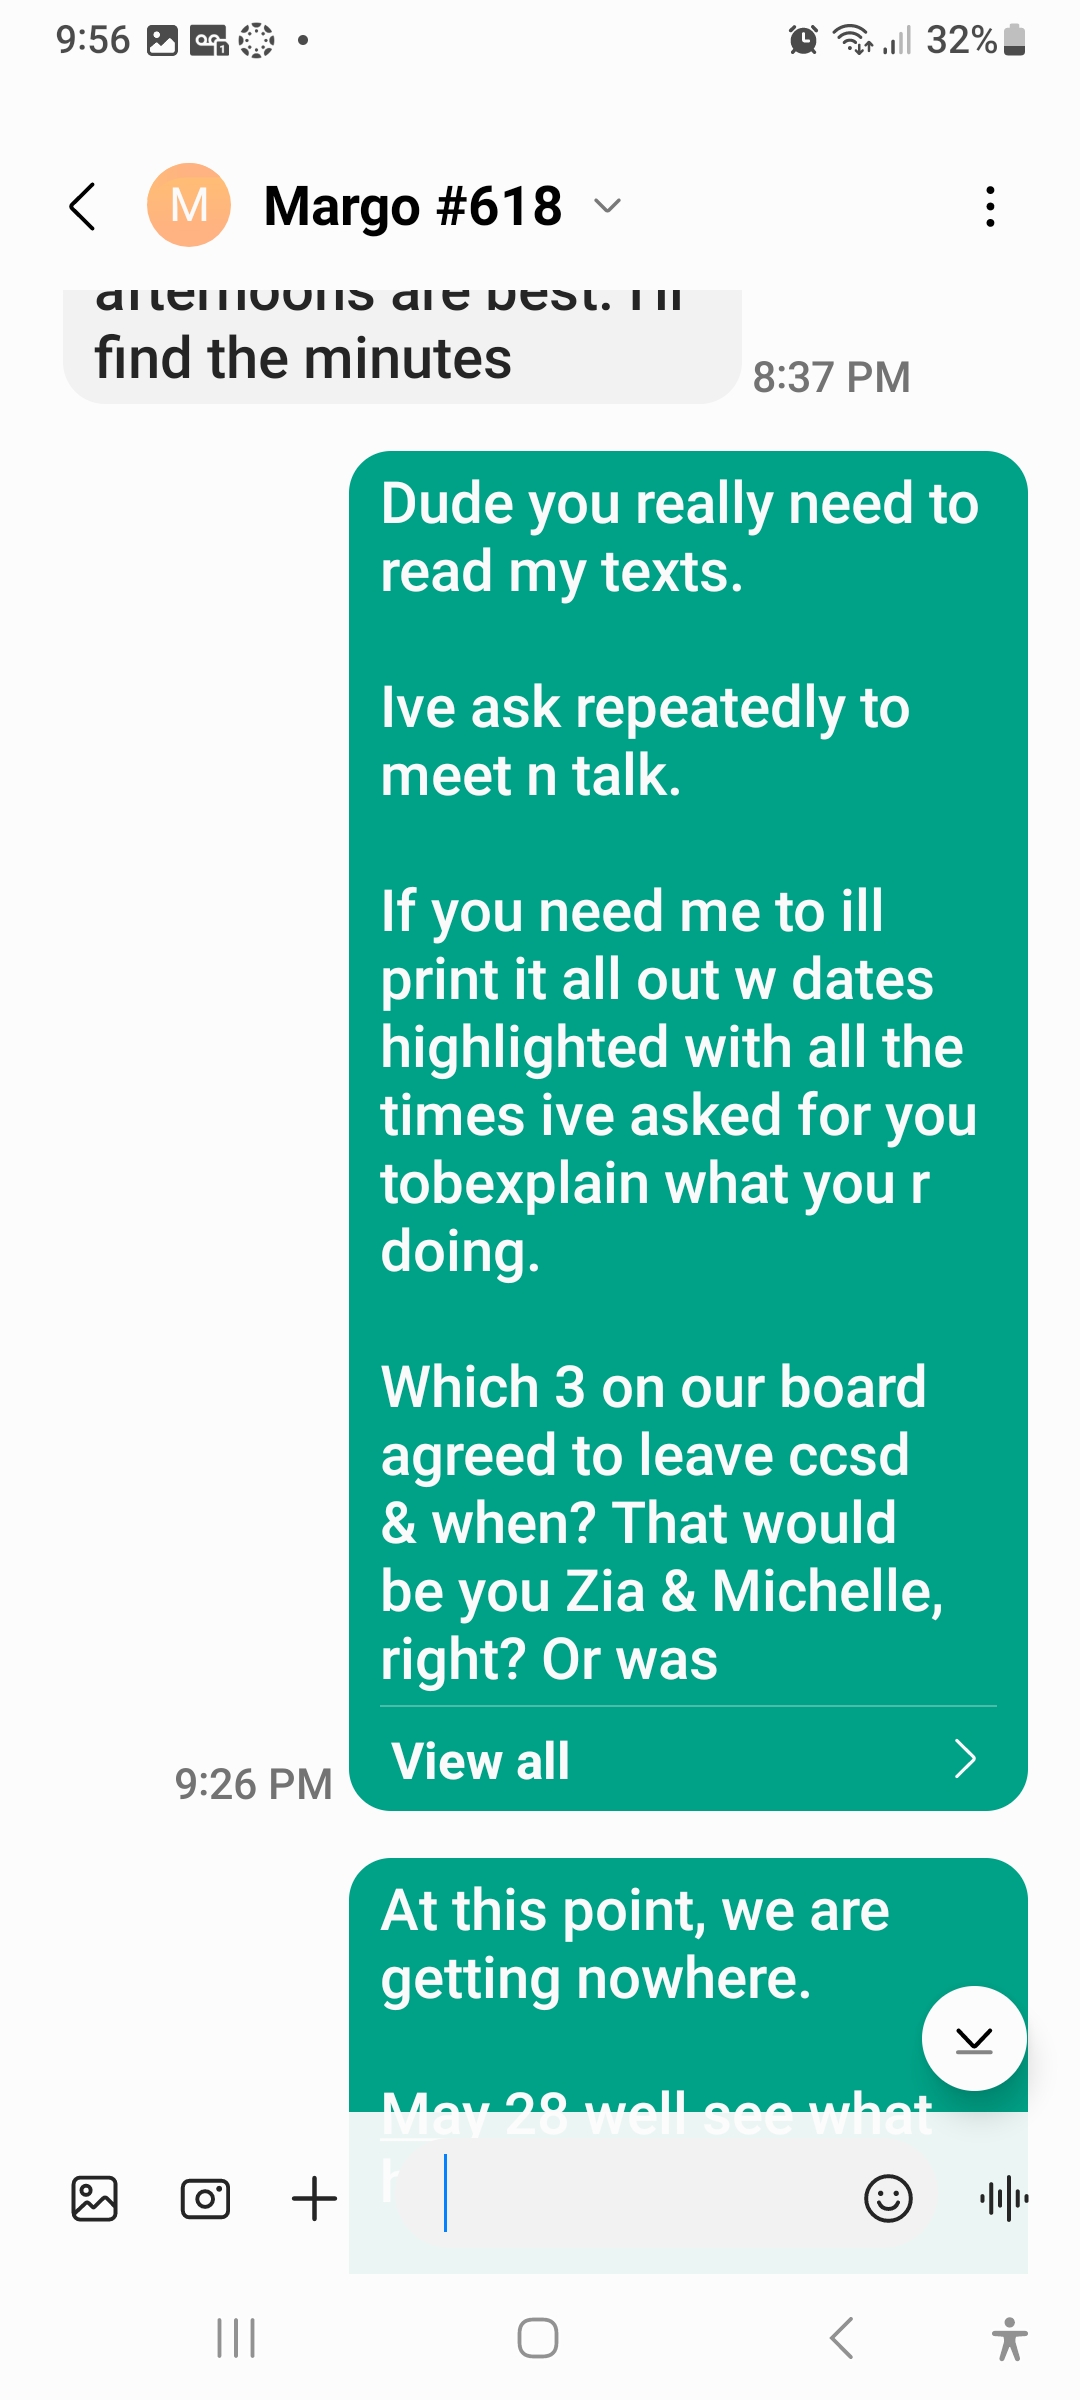 9:56
32%
M Margo #618
afternoons are best. I'll
find the minutes
8:37 PM
Dude you really need to
read my texts.
Ive ask repeatedly to
meet n talk.
If you need me to ill
print it all out w dates
highlighted with all the
times ive asked for you
tobexplain what you r
doing.
Which 3 on our board
agreed to leave ccsd
& when? That would
be you Zia & Michelle,
right? Or was
View all
9:26 PM
At this point, we are
getting nowhere.
May 28 well see what